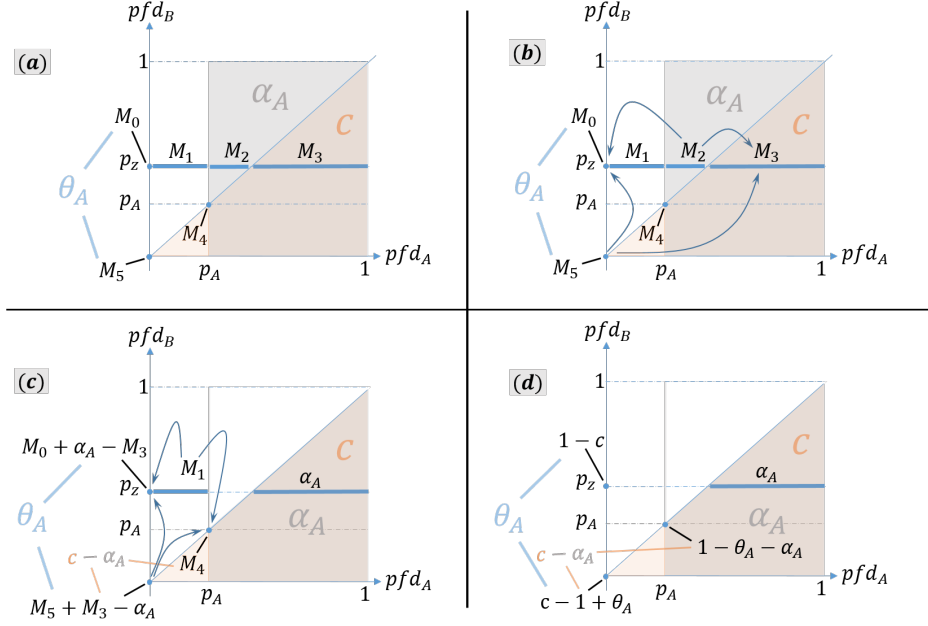 pfd_B
(a)
1
α_A
c
M_0
M_1
M_2
M_3
p_z
θ_A
p_A
M_4
M_5
p_A
1
pfd_A
pfd_B
(b)
1
α_A
c
M_0
M_1
M_2
M_3
p_z
θ_A
p_A
M_4
M_5
p_A
1
pfd_A
pfd_B
(c)
1
M_0 + α_A − M_3
c
M_1
α_A
p_z
θ_A
p_A
α_A
c − α_A
M_4
M_5 + M_3 − α_A
p_A
1
pfd_A
pfd_B
(d)
1
1 − c
c
α_A
p_z
θ_A
p_A
α_A
c − α_A
1 − θ_A − α_A
c − 1 + θ_A
p_A
1
pfd_A